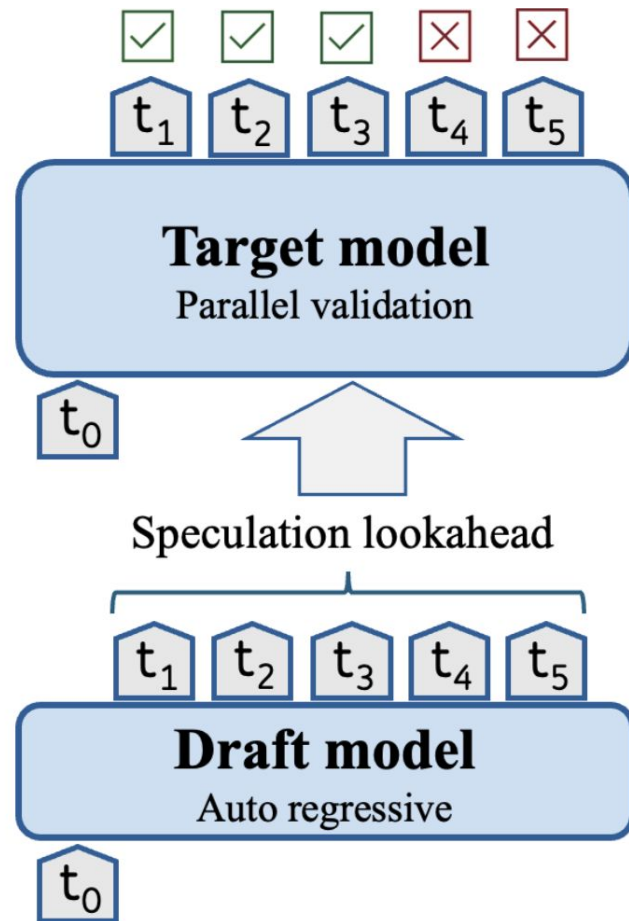 t₁ t₂ t₃ t₄ t₅
Target model
Parallel validation
t₀
Speculation lookahead
t₁ t₂ t₃ t₄ t₅
Draft model
Auto regressive
t₀